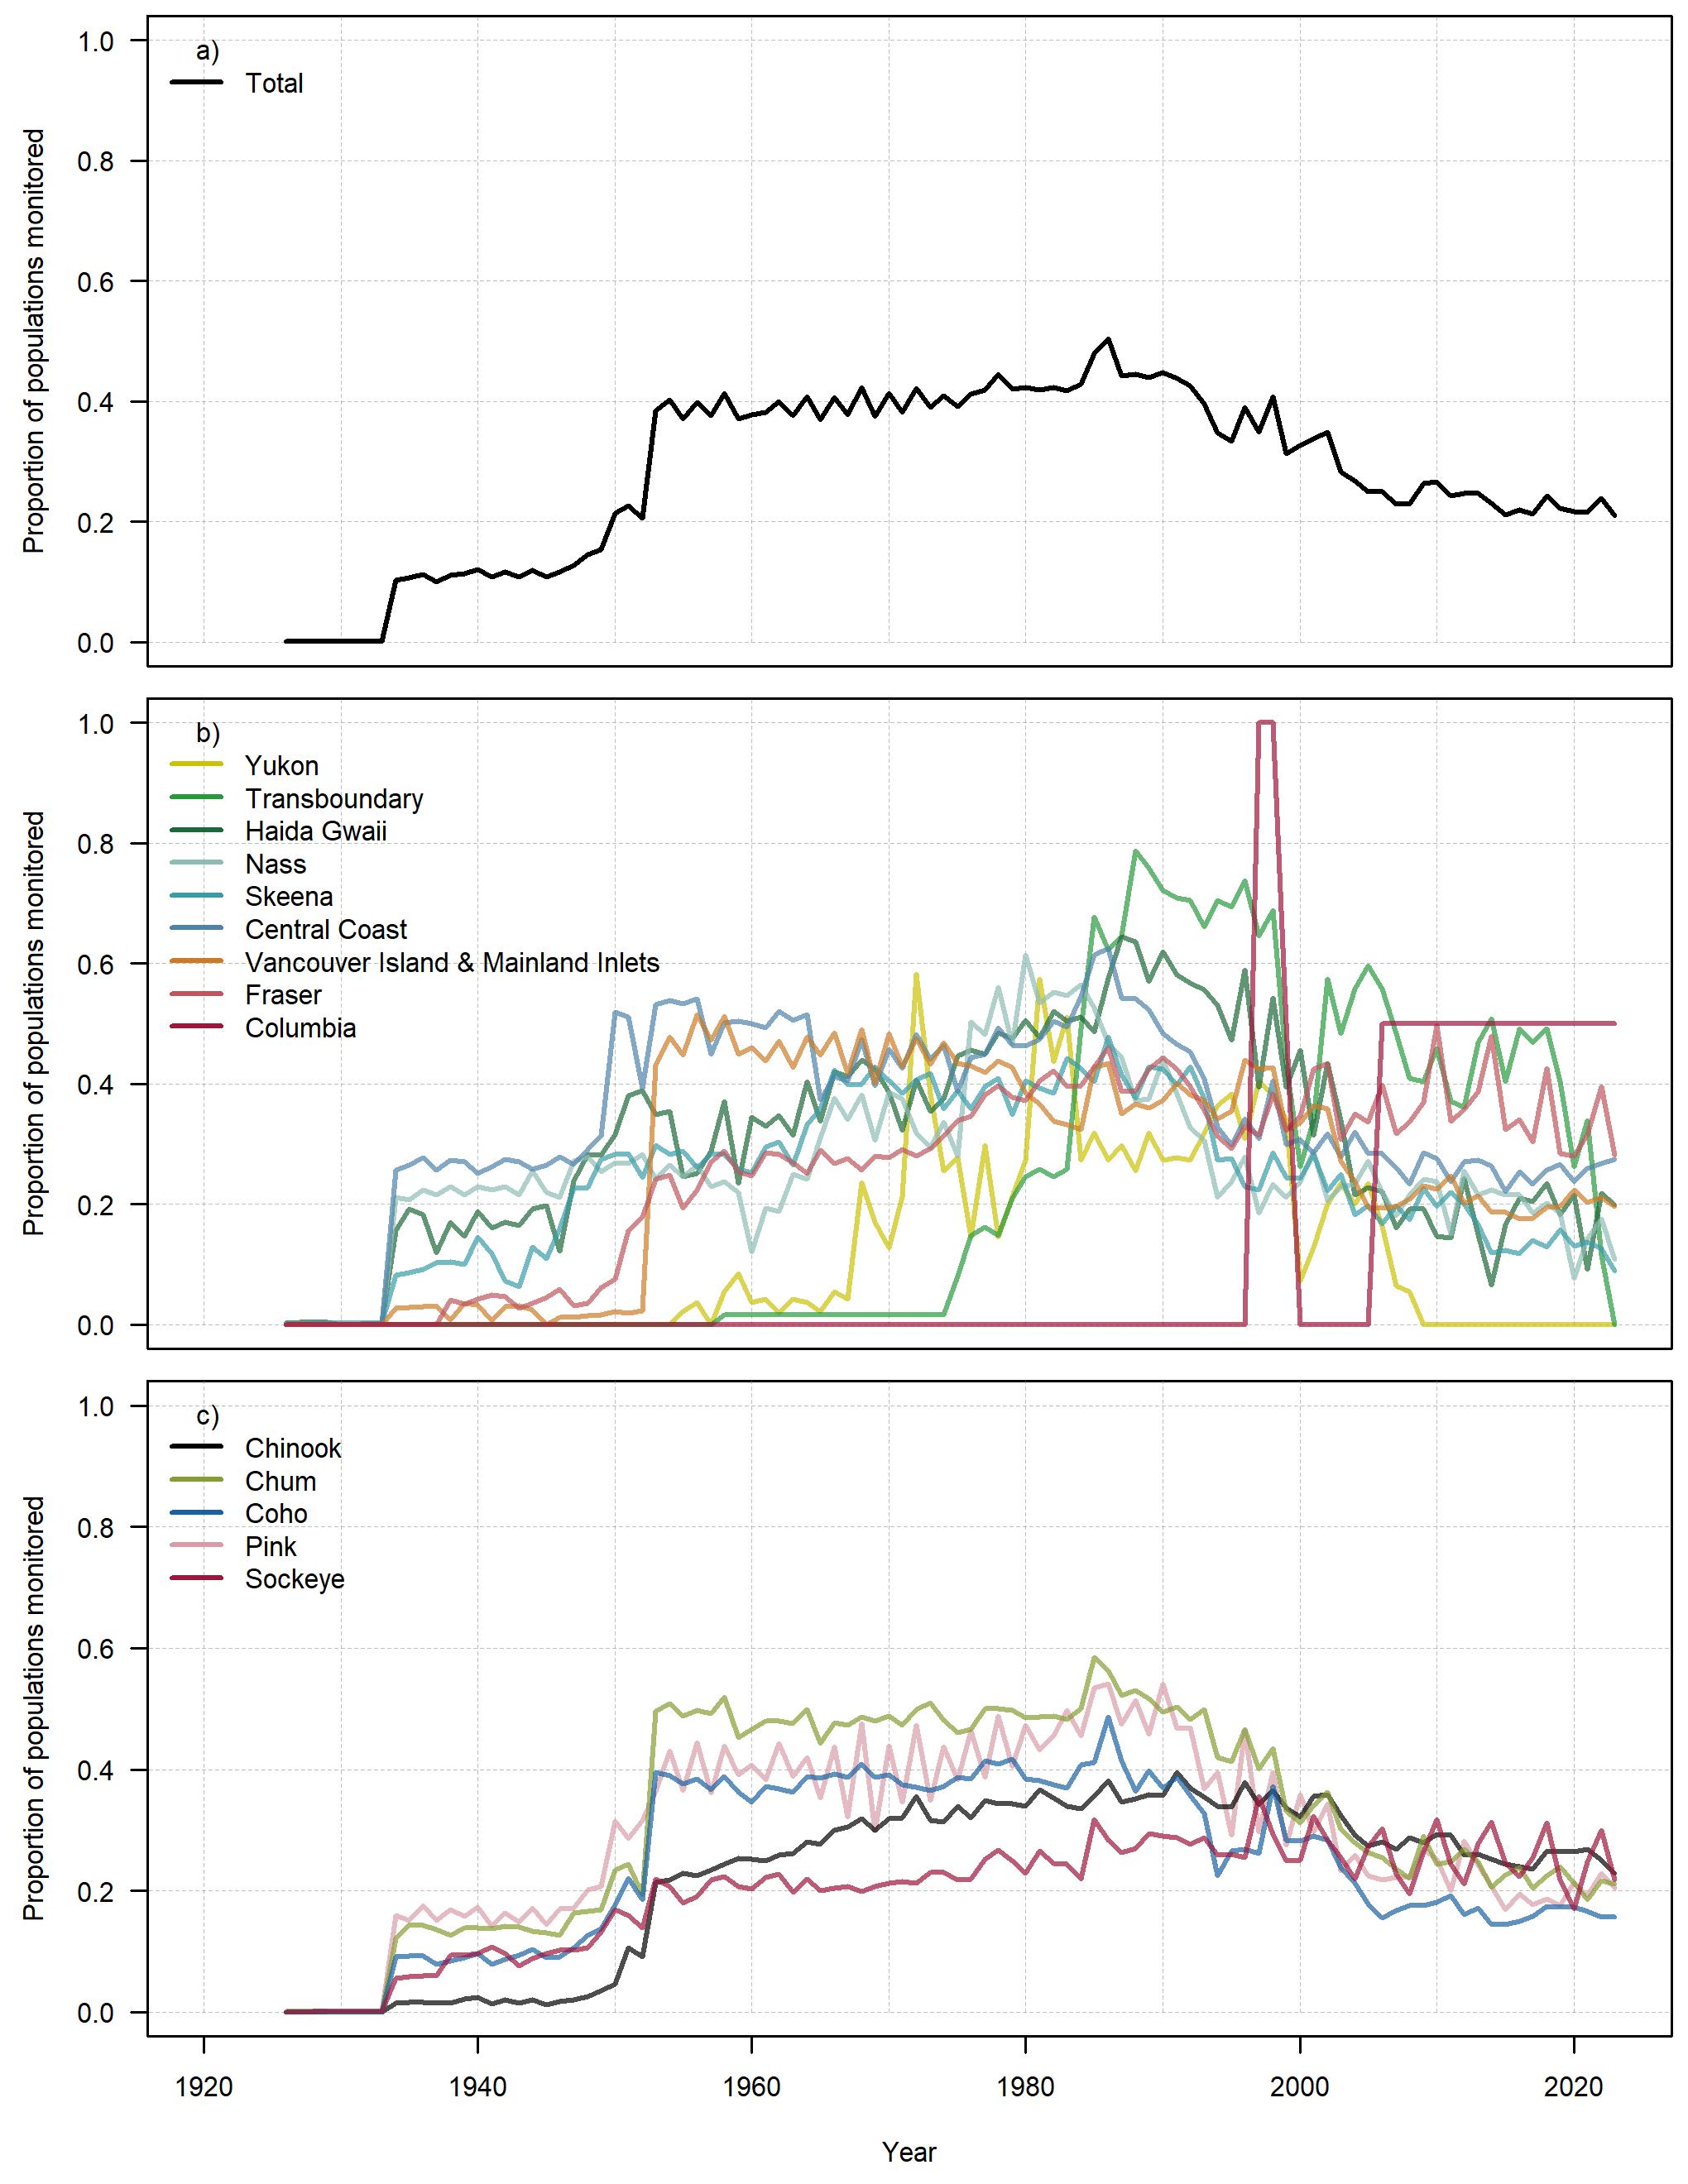 a)
Total
1.0
0.8
0.6
0.4
0.2
0.0
Proportion of populations monitored
b)
Yukon
Transboundary
Haida Gwaii
Nass
Skeena
Central Coast
Vancouver Island & Mainland Inlets
Fraser
Columbia
1.0
0.8
0.6
0.4
0.2
0.0
Proportion of populations monitored
c)
Chinook
Chum
Coho
Pink
Sockeye
1.0
0.8
0.6
0.4
0.2
0.0
Proportion of populations monitored
1920 1940 1960 1980 2000 2020
Year